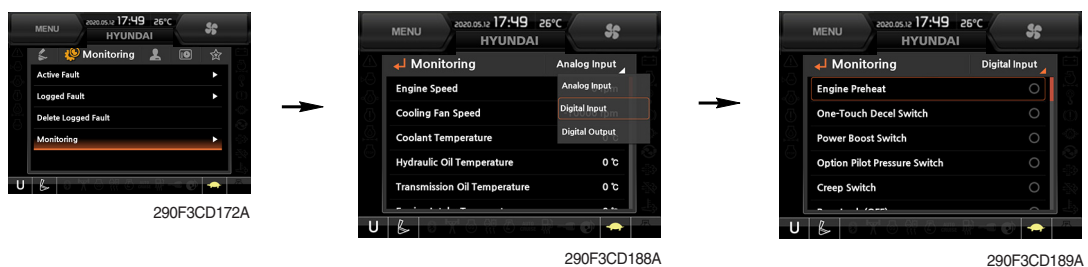 MENU
2020.05.12 17:49 26°C
HYUNDAI
Monitoring
Active Fault
Logged Fault
Delete Logged Fault
Monitoring
U
290F3CD172A
MENU
2020.05.12 17:49 26°C
HYUNDAI
Monitoring
Analog Input
Engine Speed
Analog Input
Cooling Fan Speed
Digital Input
Coolant Temperature
Digital Output
Hydraulic Oil Temperature 0 ℃
Transmission Oil Temperature 0 ℃
U
290F3CD188A
MENU
2020.05.12 17:49 26°C
HYUNDAI
Monitoring
Digital Input
Engine Preheat
One-Touch Decel Switch
Power Boost Switch
Option Pilot Pressure Switch
Creep Switch
U
290F3CD189A